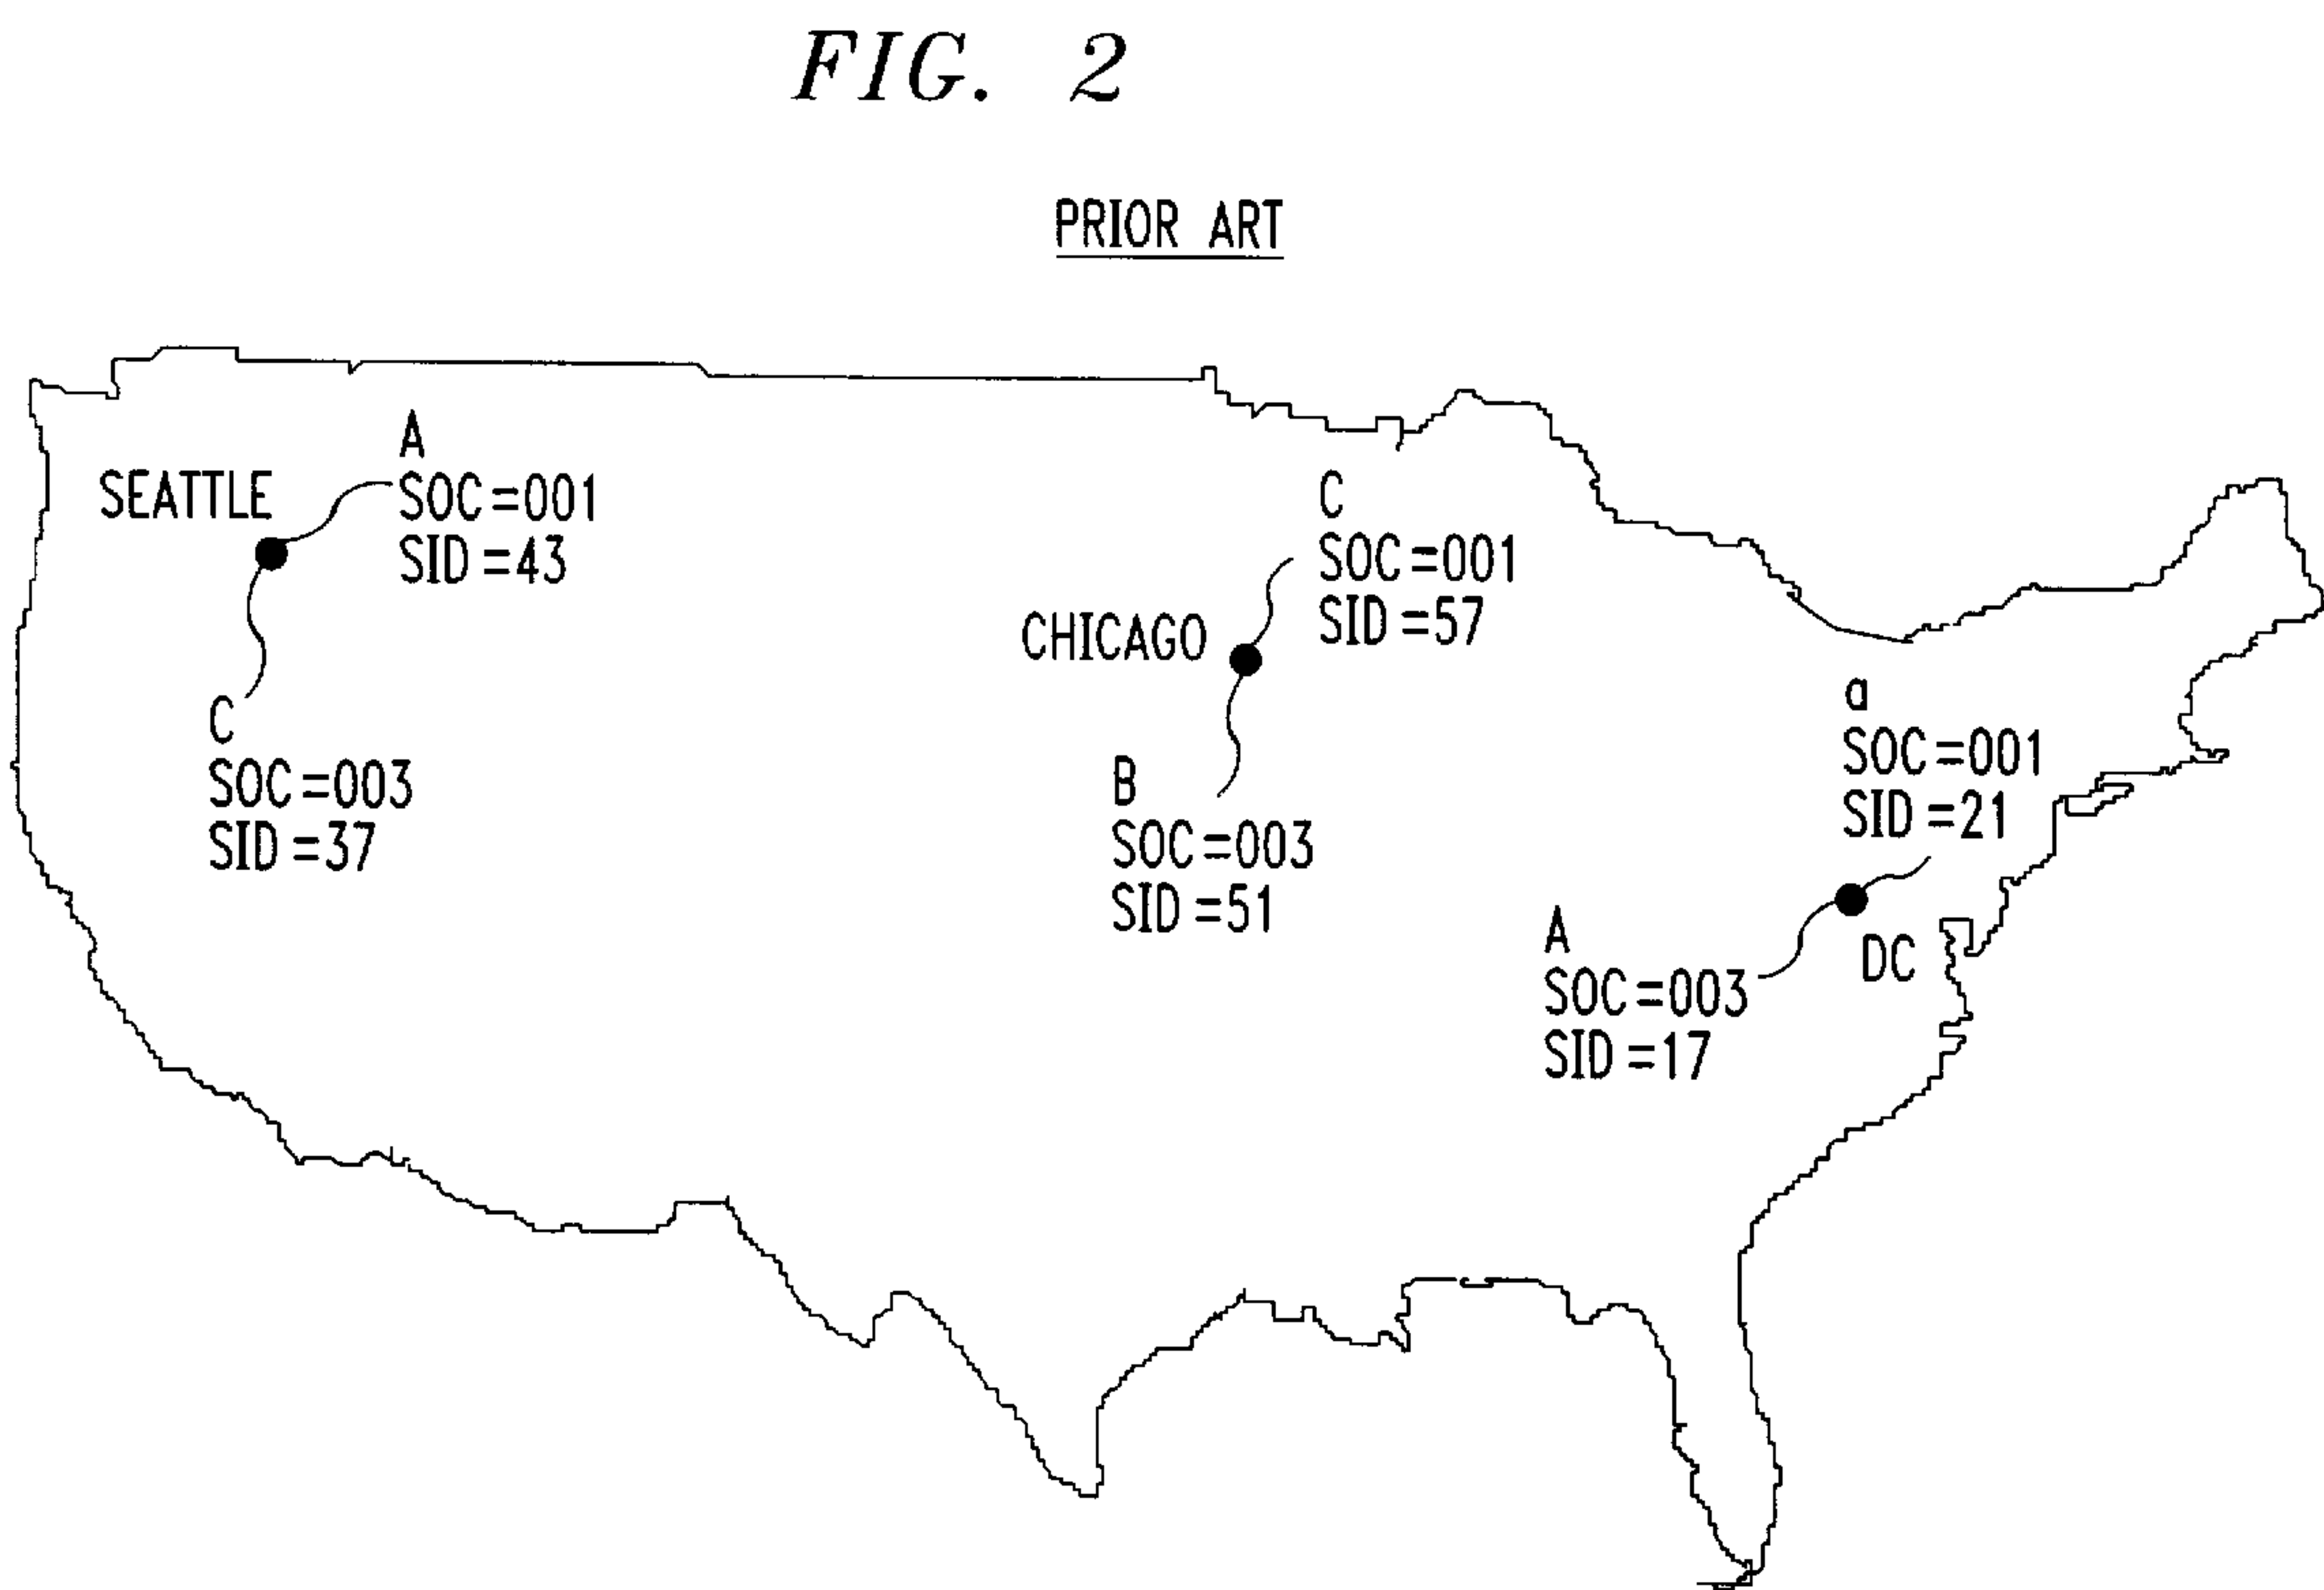 FIG. 2
PRIOR ART
A
SEATTLE
SOC=001
SID=43
C
SOC=003
SID=37
C
SOC=001
SID=57
CHICAGO
B
SOC=003
SID=51
a
SOC=001
SID=21
A
SOC=003
SID=17
DC